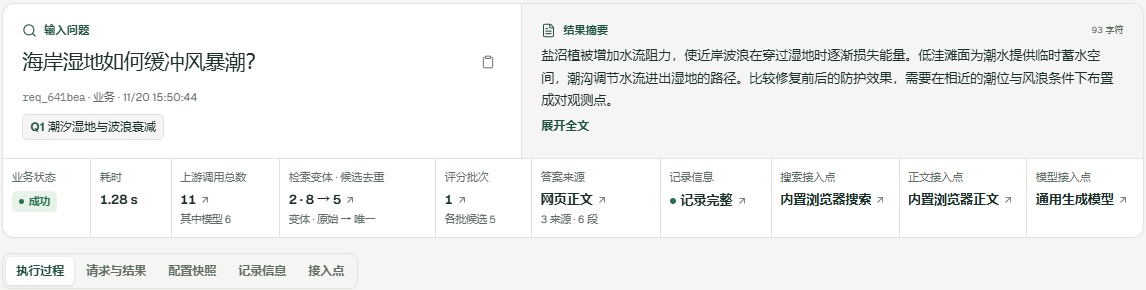 输入问题
海岸湿地如何缓冲风暴潮？
req_641bea · 业务 · 11/20 15:50:44
Q1 潮汐湿地与波浪衰减
结果摘要
93 字符
盐沼植被增加水流阻力，使近岸波浪在穿过湿地时逐渐损失能量。低洼滩面为潮水提供临时蓄水空
间，潮沟调节水流进出湿地的路径。比较修复前后的防护效果，需要在相近的潮位与风浪条件下布置
成对观测点。
展开全文
业务状态
成功
耗时
1.28 s
上游调用总数
11 ↗
其中模型 6
检索变体 · 候选去重
2 · 8 → 5 ↗
变体 · 原始 → 唯一
评分批次
1 ↗
各批候选 5
答案来源
网页正文 ↗
3 来源 · 6 段
记录信息
记录完整 ↗
搜索接入点
内置浏览器搜索 ↗
正文接入点
内置浏览器正文 ↗
模型接入点
通用生成模型 ↗
执行过程
请求与结果
配置快照
记录信息
接入点